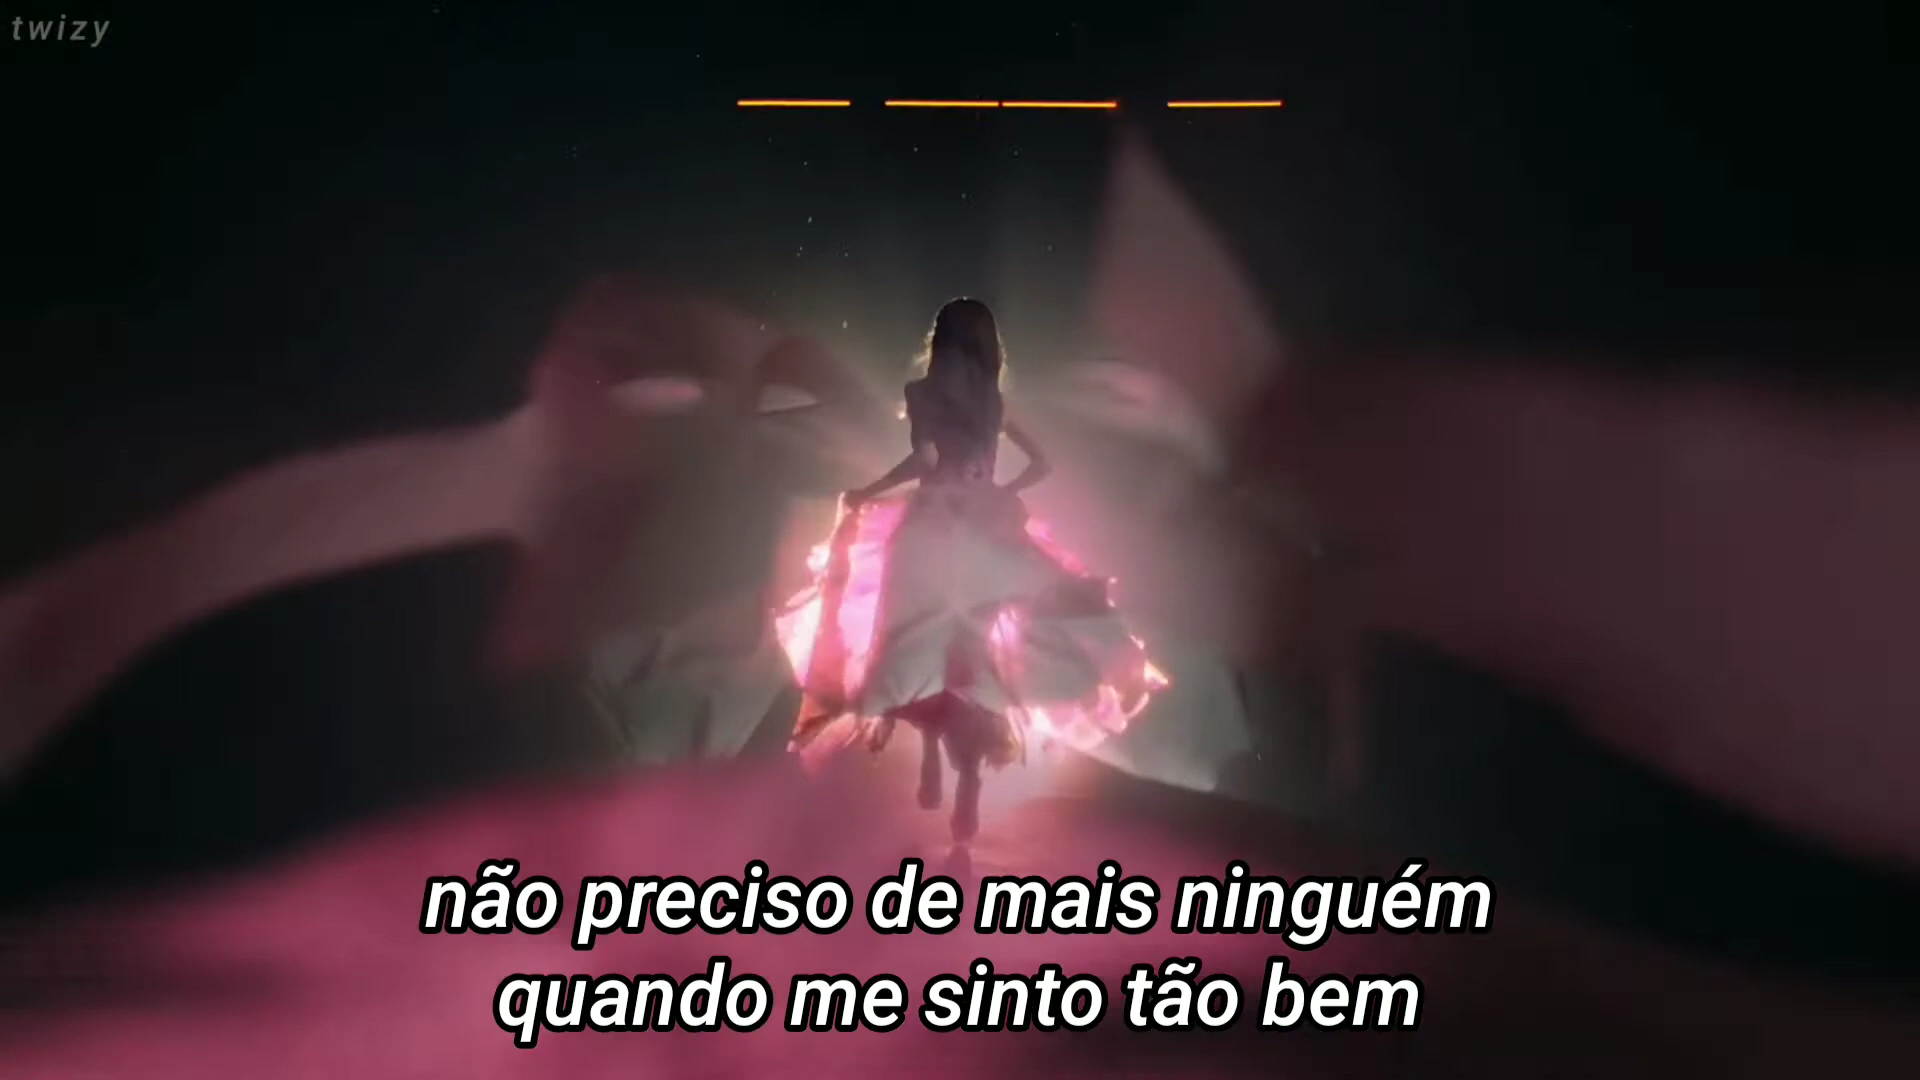 twizy
não preciso de mais ninguém
quando me sinto tão bem